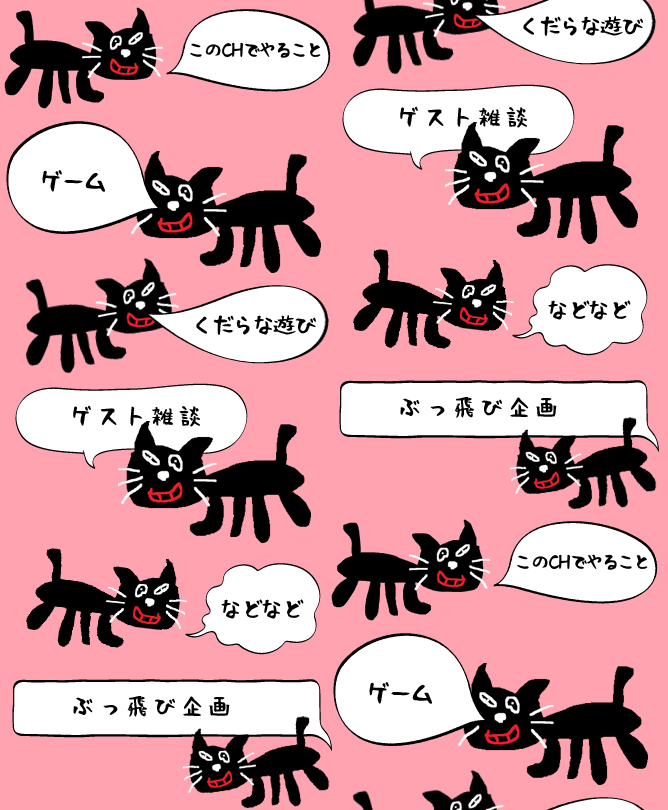 このCHでやること
ゲーム
くだらな遊び
ゲスト雑談
などなど
ぶっ飛び企画
くだらな遊び
ゲスト雑談
などなど
ぶっ飛び企画
このCHでやること
ゲーム